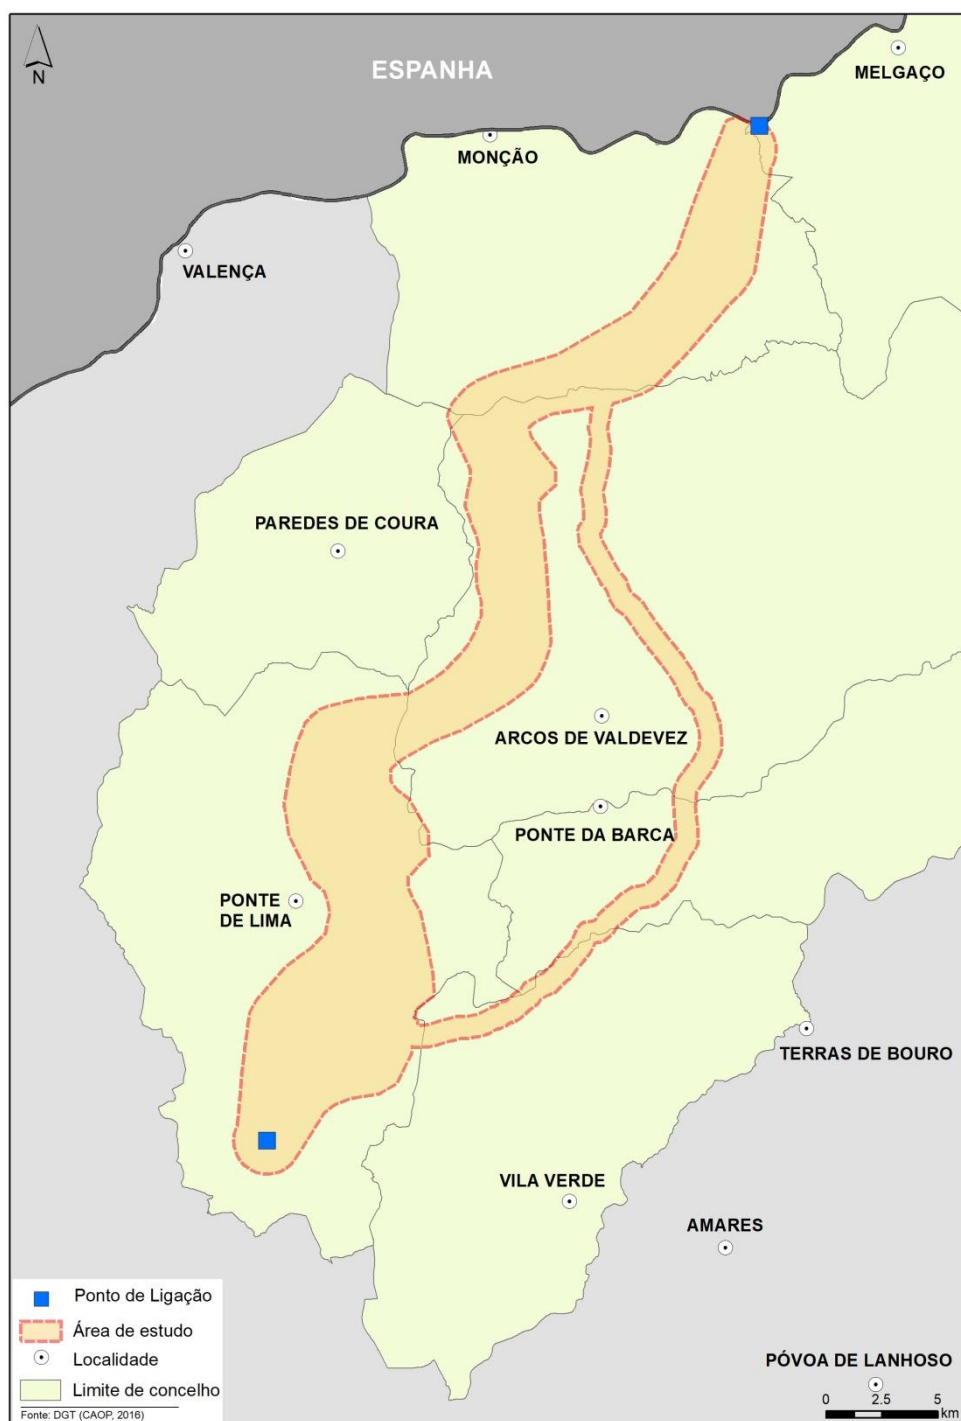 N
ESPANHA
MELGAÇO
MONÇÃO
VALENÇA
PAREDES DE COURA
ARCOS DE VALDEVEZ
PONTE DA BARCA
PONTE
DE LIMA
TERRAS DE BOURO
VILA VERDE
AMARES
PÓVOA DE LANHOSO
Ponto de Ligação
Área de estudo
Localidade
Limite de concelho
Fonte: DGT (CAOP, 2016)
0 2.5 5
km